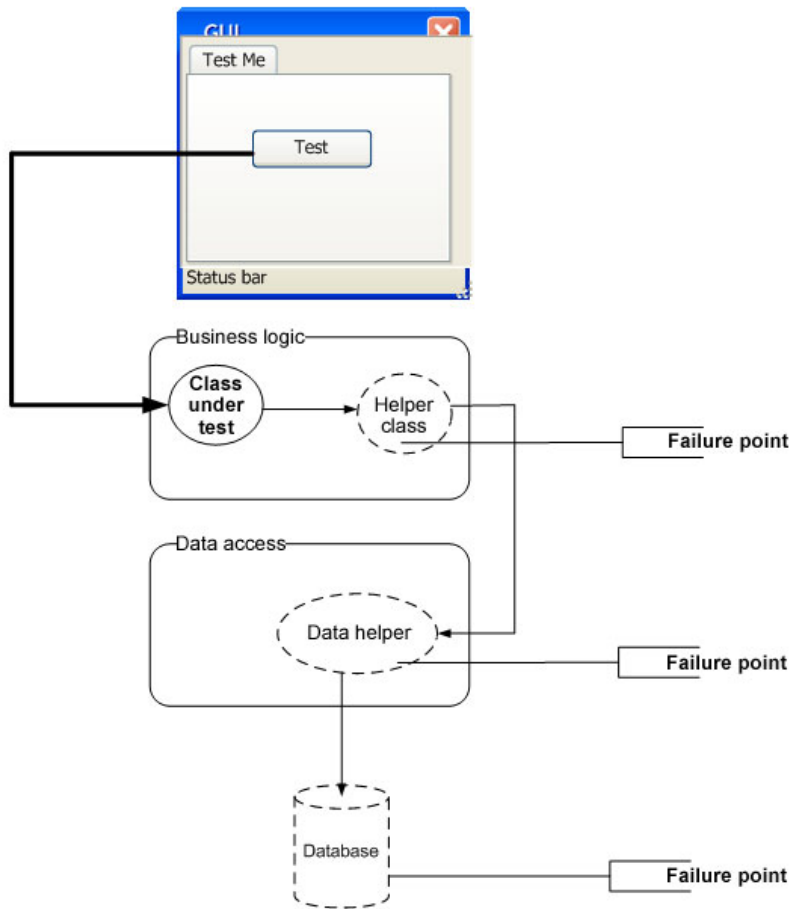 GUI
Test Me
Test
Status bar
Business logic
Class
under
test
Helper
class
Failure point
Data access
Data helper
Failure point
Database
Failure point